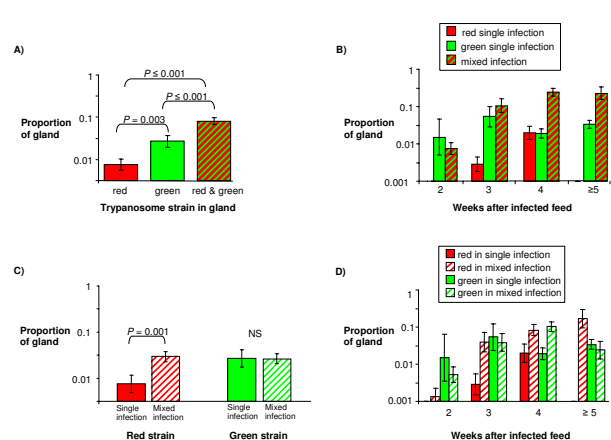 A)
P ≤ 0.001
P ≤ 0.001
P = 0.003
1
0.1
0.01
Proportion
of gland
red
green
red & green
Trypanosome strain in gland
B)
red single infection
green single infection
mixed infection
1
0.1
0.01
0.001
Proportion
of gland
2
3
4
≥5
Weeks after infected feed
C)
1
0.1
0.01
Proportion
of gland
P = 0.001
NS
Single
infection
Mixed
infection
Single
infection
Mixed
infection
Red strain
Green strain
D)
red in single infection
red in mixed infection
green in single infection
green in mixed infection
1
0.1
0.01
0.001
Proportion
of gland
2
3
4
≥ 5
Weeks after infected feed